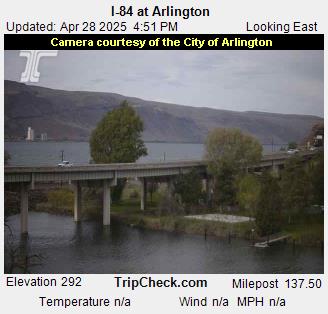 I-84 at Arlington
Updated: Apr 28 2025 4:51 PM Looking East
Camera courtesy of the City of Arlington
Elevation 292 TripCheck.com Milepost 137.50
Temperature n/a Wind n/a MPH n/a